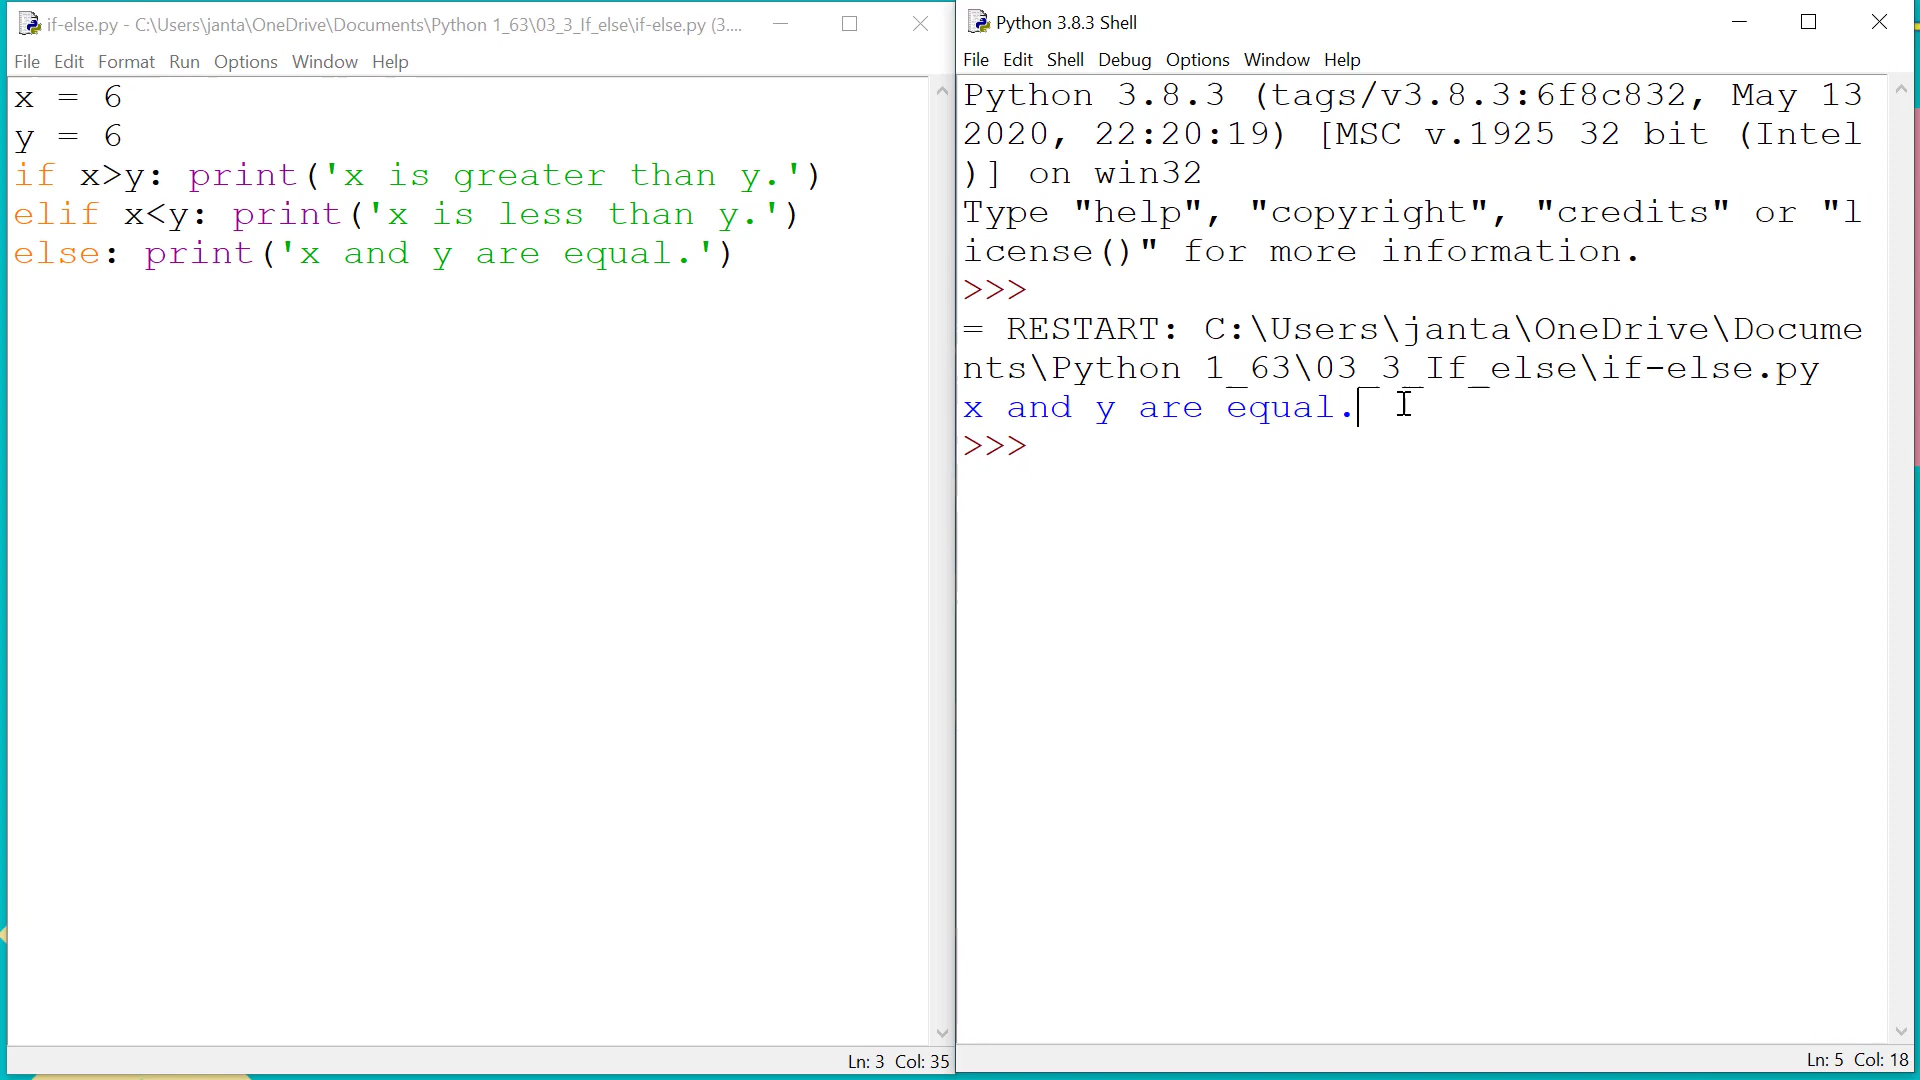 if-else.py - C:\Users\janta\OneDrive\Documents\Python 1_63\03_3_If_else\if-else.py (3....
File Edit Format Run Options Window Help
x = 6
y = 6
if x>y: print('x is greater than y.')
elif x<y: print('x is less than y.')
else: print('x and y are equal.')
Ln: 3 Col: 35
Python 3.8.3 Shell
File Edit Shell Debug Options Window Help
Python 3.8.3 (tags/v3.8.3:6f8c832, May 13
2020, 22:20:19) [MSC v.1925 32 bit (Intel
)] on win32
Type "help", "copyright", "credits" or "l
icense()" for more information.
>>>
= RESTART: C:\Users\janta\OneDrive\Docume
nts\Python 1_63\03_3_If_else\if-else.py
x and y are equal.
>>>
Ln: 5 Col: 18